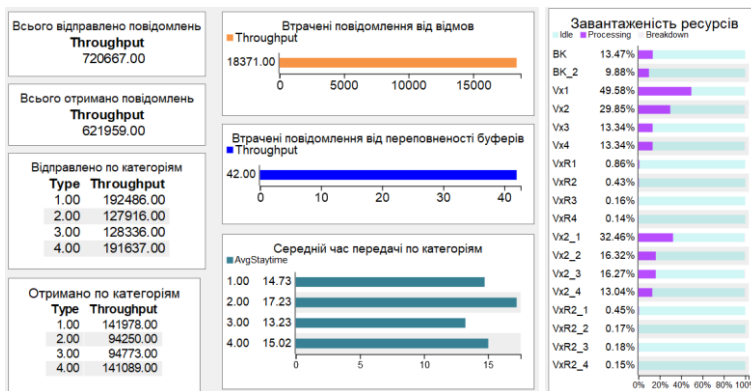 Всього відправлено повідомлень
Throughput
720667.00
Всього отримано повідомлень
Throughput
621959.00
Відправлено по категоріям
Type Throughput
1.00 192486.00
2.00 127916.00
3.00 128336.00
4.00 191637.00
Отримано по категоріям
Type Throughput
1.00 141978.00
2.00 94250.00
3.00 94773.00
4.00 141089.00
Втрачені повідомлення від відмов
Throughput
18371.00
0 5000 10000 15000
Втрачені повідомлення від переповненості буферів
Throughput
42.00
0 10 20 30 40
Середній час передачі по категоріям
AvgStaytime
1.00 14.73
2.00 17.23
3.00 13.23
4.00 15.02
0 5 10 15
Завантаженість ресурсів
Idle Processing Breakdown
BK 13.47%
BK_2 9.88%
Vx1 49.58%
Vx2 29.85%
Vx3 13.34%
Vx4 13.34%
VxR1 0.86%
VxR2 0.43%
VxR3 0.16%
VxR4 0.14%
Vx2_1 32.46%
Vx2_2 16.32%
Vx2_3 16.27%
Vx2_4 13.04%
VxR2_1 0.45%
VxR2_2 0.17%
VxR2_3 0.18%
VxR2_4 0.15%
0% 20% 40% 60% 80% 100%